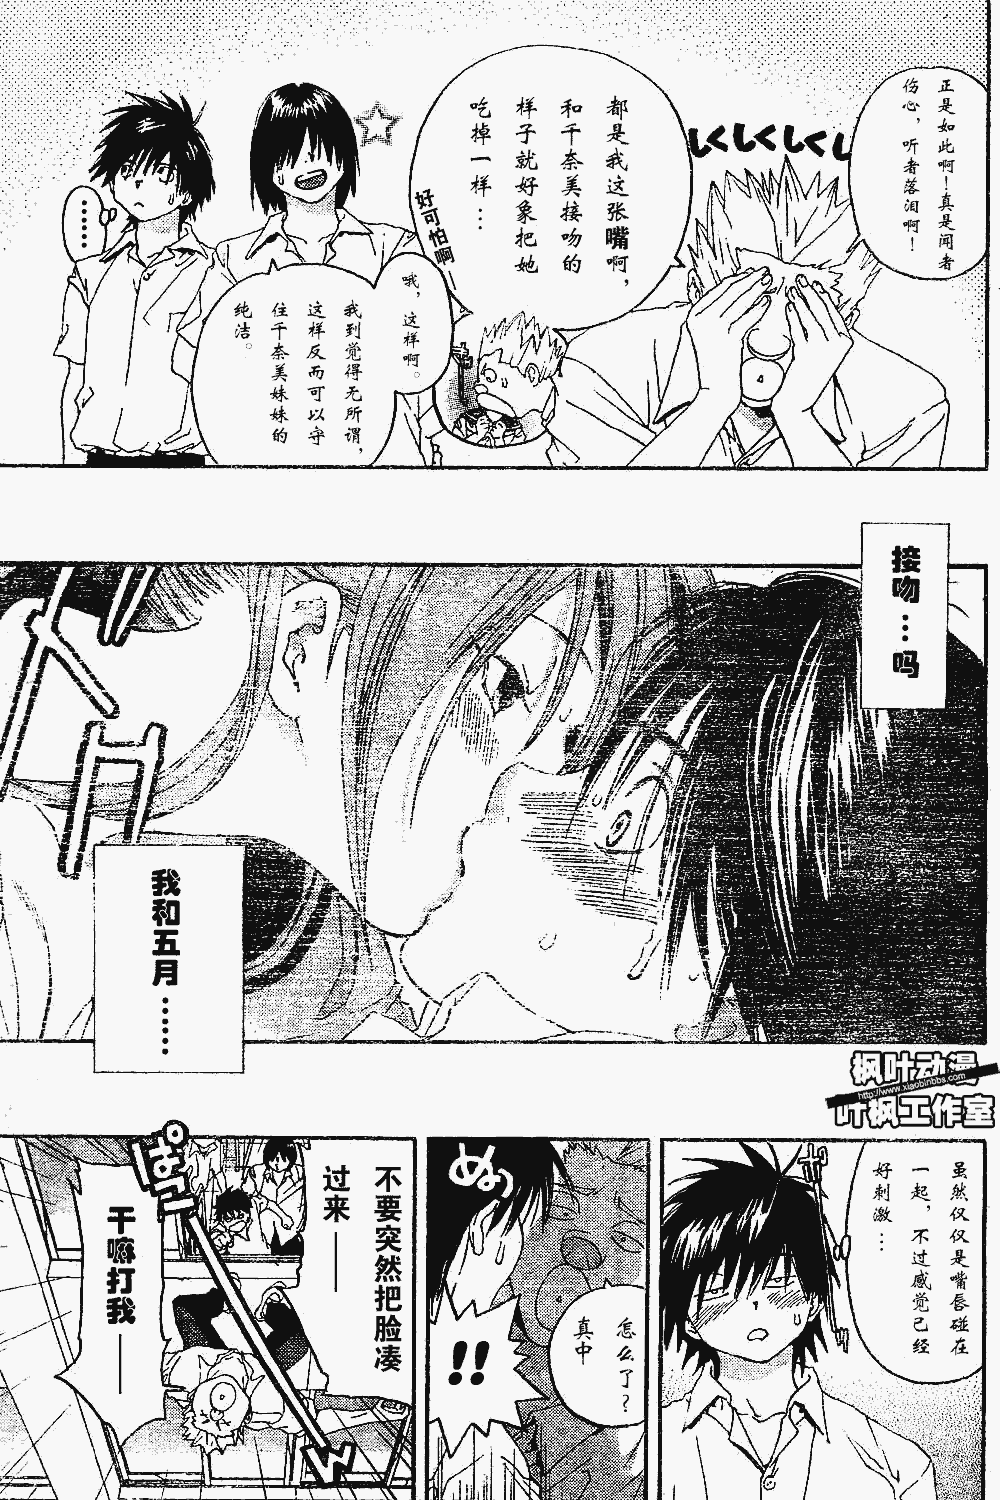 正是如此啊！真是闻者
伤心，听者落泪啊！
しくしくしくし
都是我这张嘴啊，
和千奈美接吻的
样子就好象把她
吃掉一样…
好可怕啊—
哦，这样啊。
我到觉得无所谓，
这样反而可以守
住千奈美妹妹的
纯洁。
……
接吻…吗
我和五月……
枫叶动漫
http://www.xiaobinbbs.com
叶枫工作室
虽然仅仅是嘴唇碰在
一起，不过感觉已经
好刺激…
怎么了？
真中
ぬっ
!!
不要突然把脸凑
过来——
ぱこーん
干嘛打我——